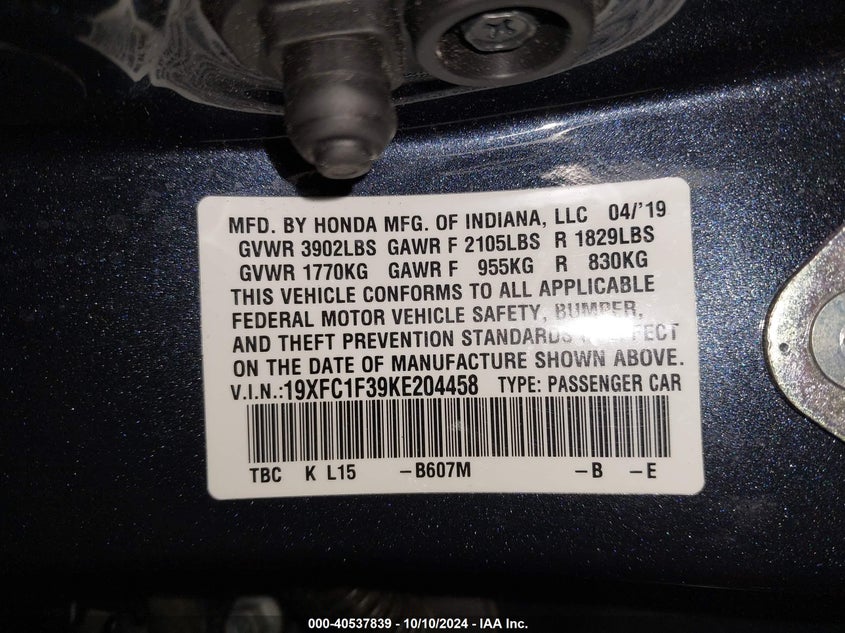 MFD. BY HONDA MFG. OF INDIANA, LLC 04/'19
GVWR 3902LBS GAWR F 2105LBS R 1829LBS
GVWR 1770KG GAWR F 955KG R 830KG
THIS VEHICLE CONFORMS TO ALL APPLICABLE
FEDERAL MOTOR VEHICLE SAFETY, BUMPER,
AND THEFT PREVENTION STANDARDS IN EFFECT
ON THE DATE OF MANUFACTURE SHOWN ABOVE.
V.I.N.:19XFC1F39KE204458 TYPE: PASSENGER CAR
TBC K L15 -B607M -B -E
000-40537839 - 10/10/2024 - IAA Inc.